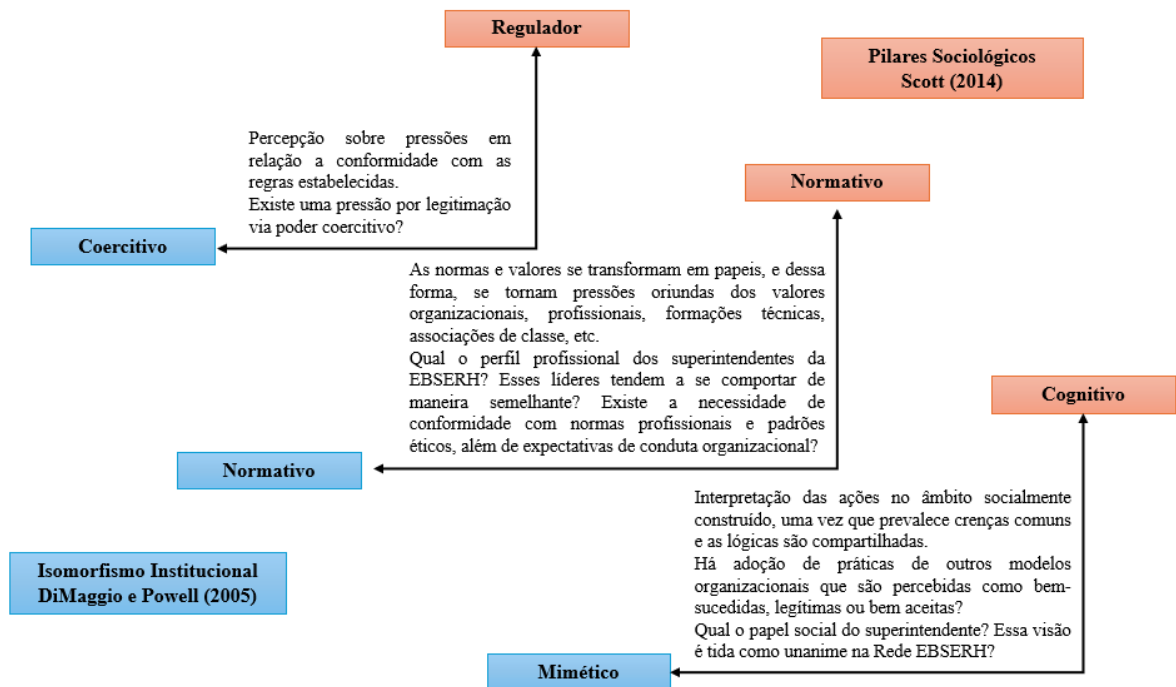 Regulador
Pilares Sociológicos
Scott (2014)
Percepção sobre pressões em
relação a conformidade com as
regras estabelecidas.
Existe uma pressão por legitimação
via poder coercitivo?
Normativo
Coercitivo
As normas e valores se transformam em papeis, e dessa
forma, se tornam pressões oriundas dos valores
organizacionais, profissionais, formações técnicas,
associações de classe, etc.
Qual o perfil profissional dos superintendentes da
EBSERH? Esses líderes tendem a se comportar de
maneira semelhante? Existe a necessidade de
conformidade com normas profissionais e padrões
éticos, além de expectativas de conduta organizacional?
Cognitivo
Normativo
Interpretação das ações no âmbito socialmente
construído, uma vez que prevalece crenças comuns
e as lógicas são compartilhadas.
Há adoção de práticas de outros modelos
organizacionais que são percebidas como bem-
sucedidas, legítimas ou bem aceitas?
Qual o papel social do superintendente? Essa visão
é tida como unanime na Rede EBSERH?
Isomorfismo Institucional
DiMaggio e Powell (2005)
Mimético